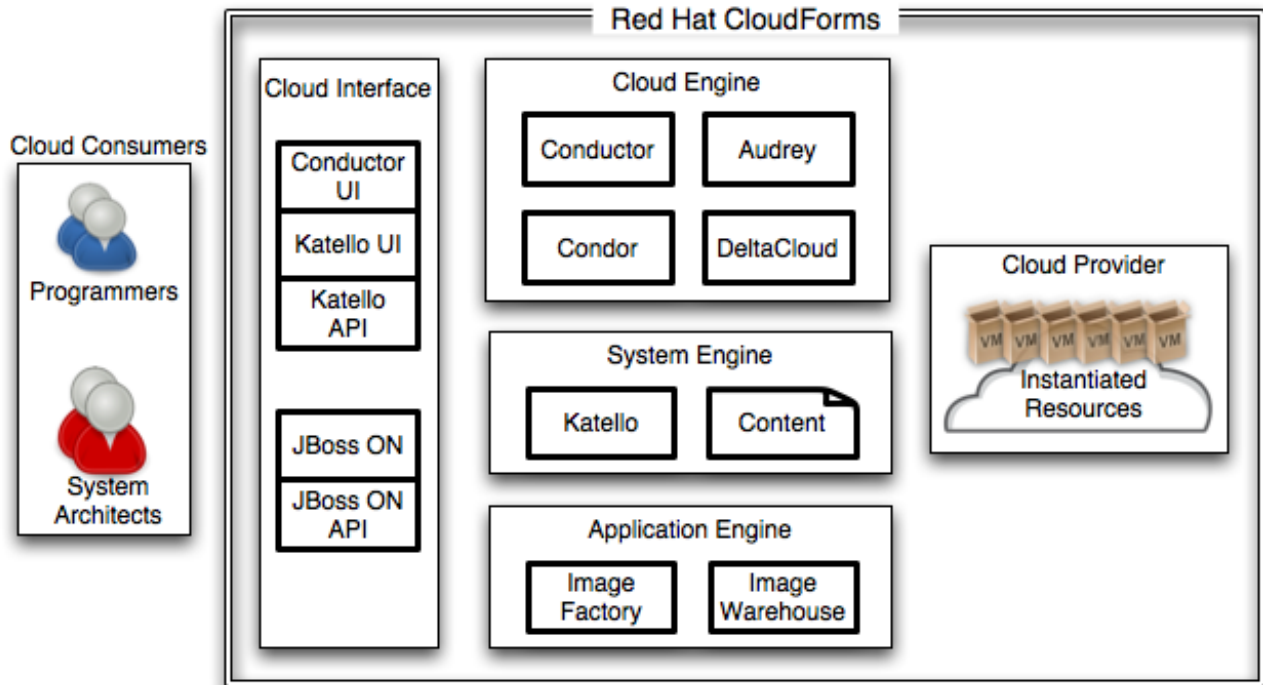 Red Hat CloudForms
Cloud Consumers
Programmers
System
Architects
Cloud Interface
Conductor
UI
Katello UI
Katello
API
JBoss ON
JBoss ON
API
Cloud Engine
Conductor
Audrey
Condor
DeltaCloud
System Engine
Katello
Content
Application Engine
Image
Factory
Image
Warehouse
Cloud Provider
VM
VM
VM
VM
VM
VM
Instantiated
Resources